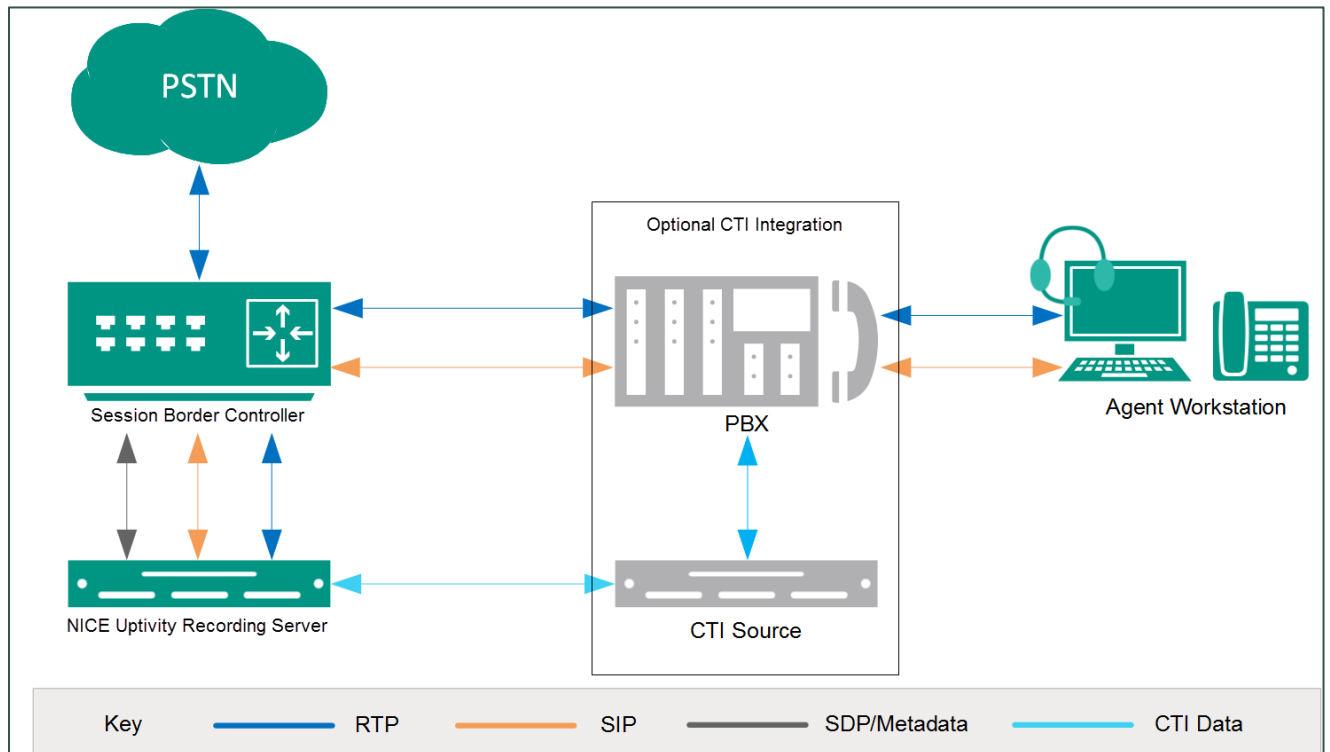 PSTN
Optional CTI Integration
Session Border Controller
PBX
Agent Workstation
NICE Uptivity Recording Server
CTI Source
Key RTP SIP SDP/Metadata CTI Data